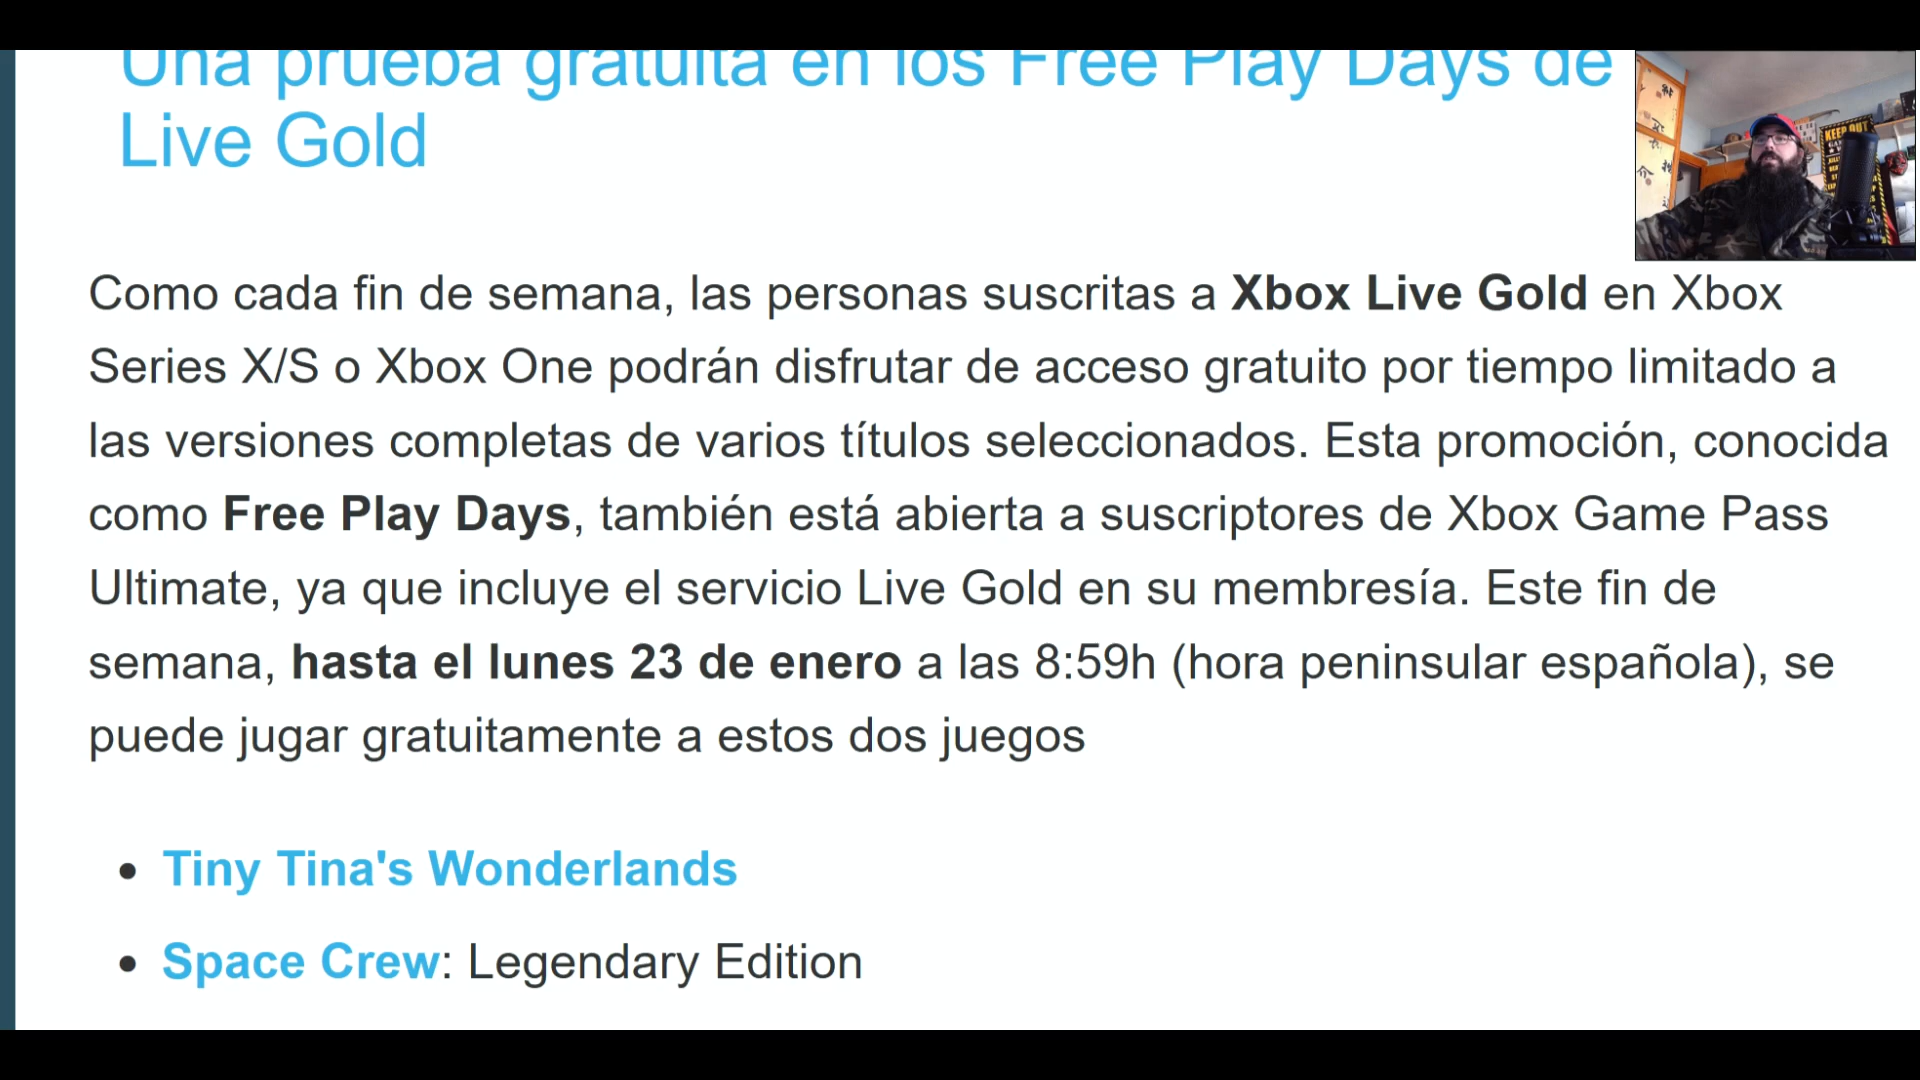 Una prueba gratuita en los Free Play Days de
Live Gold
KEEP OUT
Como cada fin de semana, las personas suscritas a Xbox Live Gold en Xbox
Series X/S o Xbox One podrán disfrutar de acceso gratuito por tiempo limitado a
las versiones completas de varios títulos seleccionados. Esta promoción, conocida
como Free Play Days, también está abierta a suscriptores de Xbox Game Pass
Ultimate, ya que incluye el servicio Live Gold en su membresía. Este fin de
semana, hasta el lunes 23 de enero a las 8:59h (hora peninsular española), se
puede jugar gratuitamente a estos dos juegos
• Tiny Tina's Wonderlands
• Space Crew: Legendary Edition